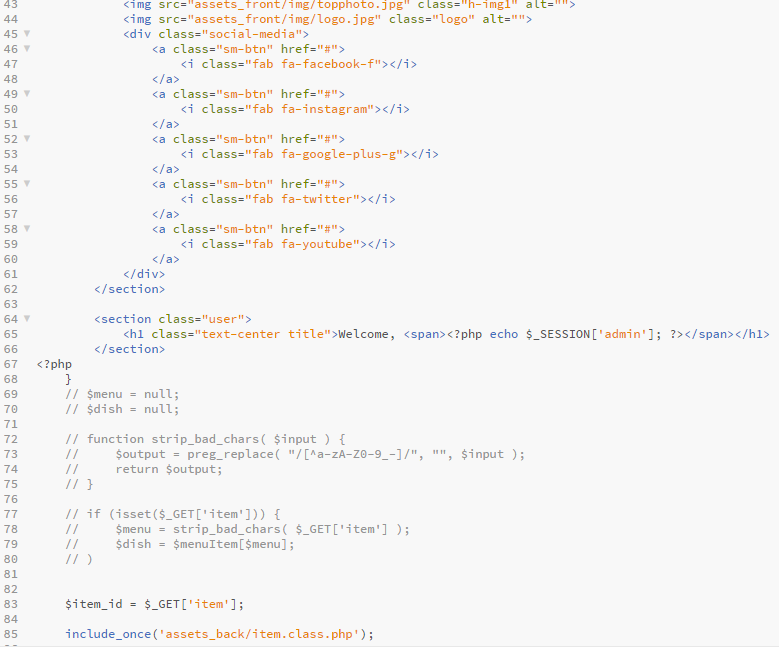 43 <img src="assets_front/img/topphoto.jpg" class="h-img1" alt="">
44 <img src="assets_front/img/logo.jpg" class="logo" alt="">
45 <div class="social-media">
46 <a class="sm-btn" href="#">
47 <i class="fab fa-facebook-f"></i>
48 </a>
49 <a class="sm-btn" href="#">
50 <i class="fab fa-instagram"></i>
51 </a>
52 <a class="sm-btn" href="#">
53 <i class="fab fa-google-plus-g"></i>
54 </a>
55 <a class="sm-btn" href="#">
56 <i class="fab fa-twitter"></i>
57 </a>
58 <a class="sm-btn" href="#">
59 <i class="fab fa-youtube"></i>
60 </a>
61 </div>
62 </section>
63
64 <section class="user">
65 <h1 class="text-center title">Welcome, <span><?php echo $_SESSION['admin']; ?></span></h1>
66 </section>
67 <?php
68 }
69 // $menu = null;
70 // $dish = null;
71
72 // function strip_bad_chars( $input ) {
73 // $output = preg_replace( "/[^a-zA-Z0-9_-]/", "", $input );
74 // return $output;
75 // }
76
77 // if (isset($_GET['item'])) {
78 // $menu = strip_bad_chars( $_GET['item'] );
79 // $dish = $menuItem[$menu];
80 // )
81
82
83 $item_id = $_GET['item'];
84
85 include_once('assets_back/item.class.php');